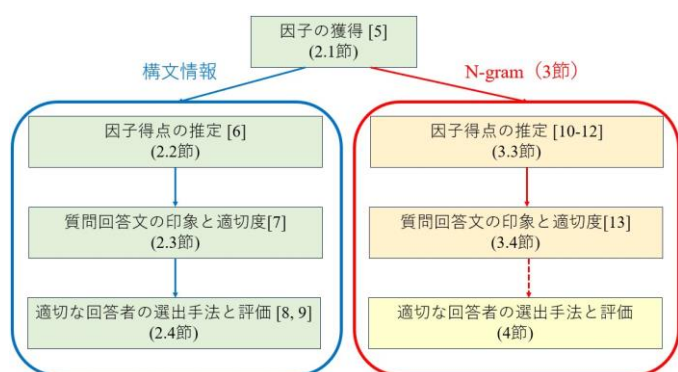 因子の獲得 [5]
(2.1節)
構文情報
N-gram（3節）
因子得点の推定 [6]
(2.2節)
因子得点の推定 [10-12]
(3.3節)
質問回答文の印象と適切度[7]
(2.3節)
質問回答文の印象と適切度[13]
(3.4節)
適切な回答者の選出手法と評価 [8, 9]
(2.4節)
適切な回答者の選出手法と評価
(4節)